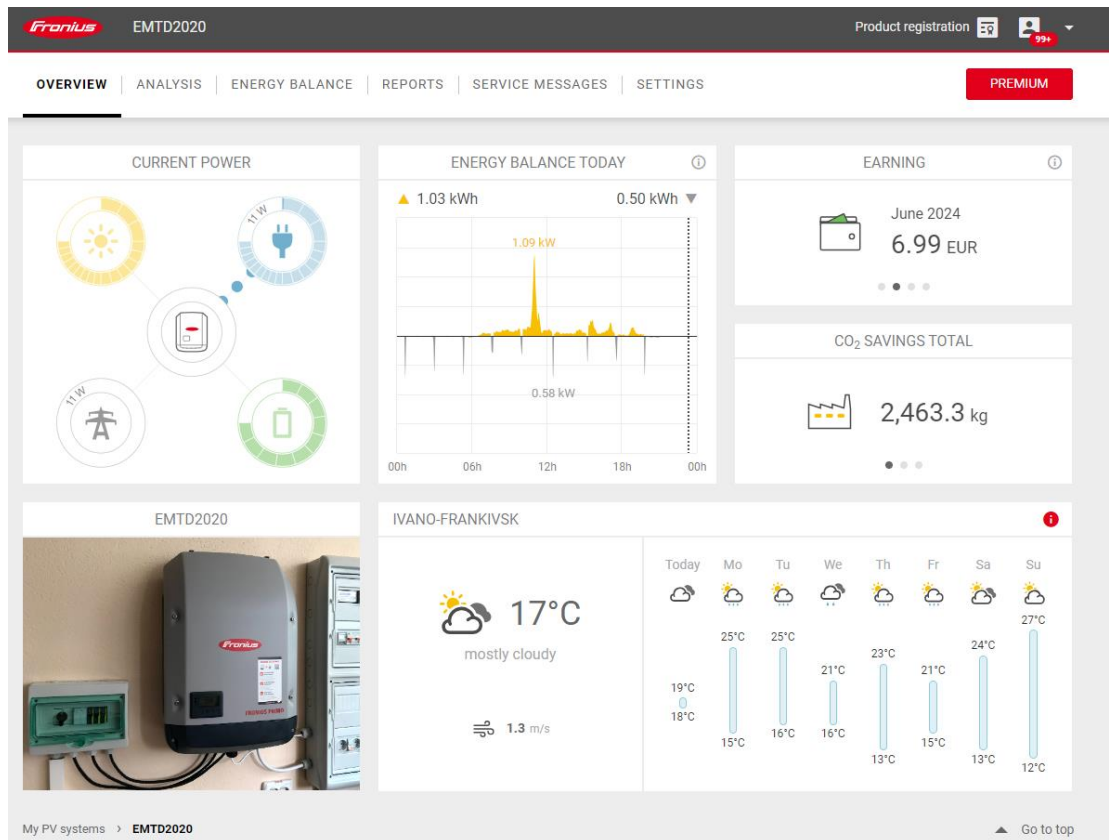 Fronius EMTD2020 Product registration 99+
OVERVIEW ANALYSIS ENERGY BALANCE REPORTS SERVICE MESSAGES SETTINGS PREMIUM
CURRENT POWER
11 W
11 W
ENERGY BALANCE TODAY
1.03 kWh 0.50 kWh
1.09 kW
0.58 kW
00h 06h 12h 18h 00h
EARNING
June 2024
6.99 EUR
CO₂ SAVINGS TOTAL
2,463.3 kg
EMTD2020
Fronius
FRONIUS PRIMO
IVANO-FRANKIVSK
17°C
mostly cloudy
1.3 m/s
Today Mo Tu We Th Fr Sa Su
19°C 25°C 25°C 21°C 23°C 21°C 24°C 27°C
18°C 15°C 16°C 16°C 13°C 15°C 13°C 12°C
My PV systems > EMTD2020 Go to top